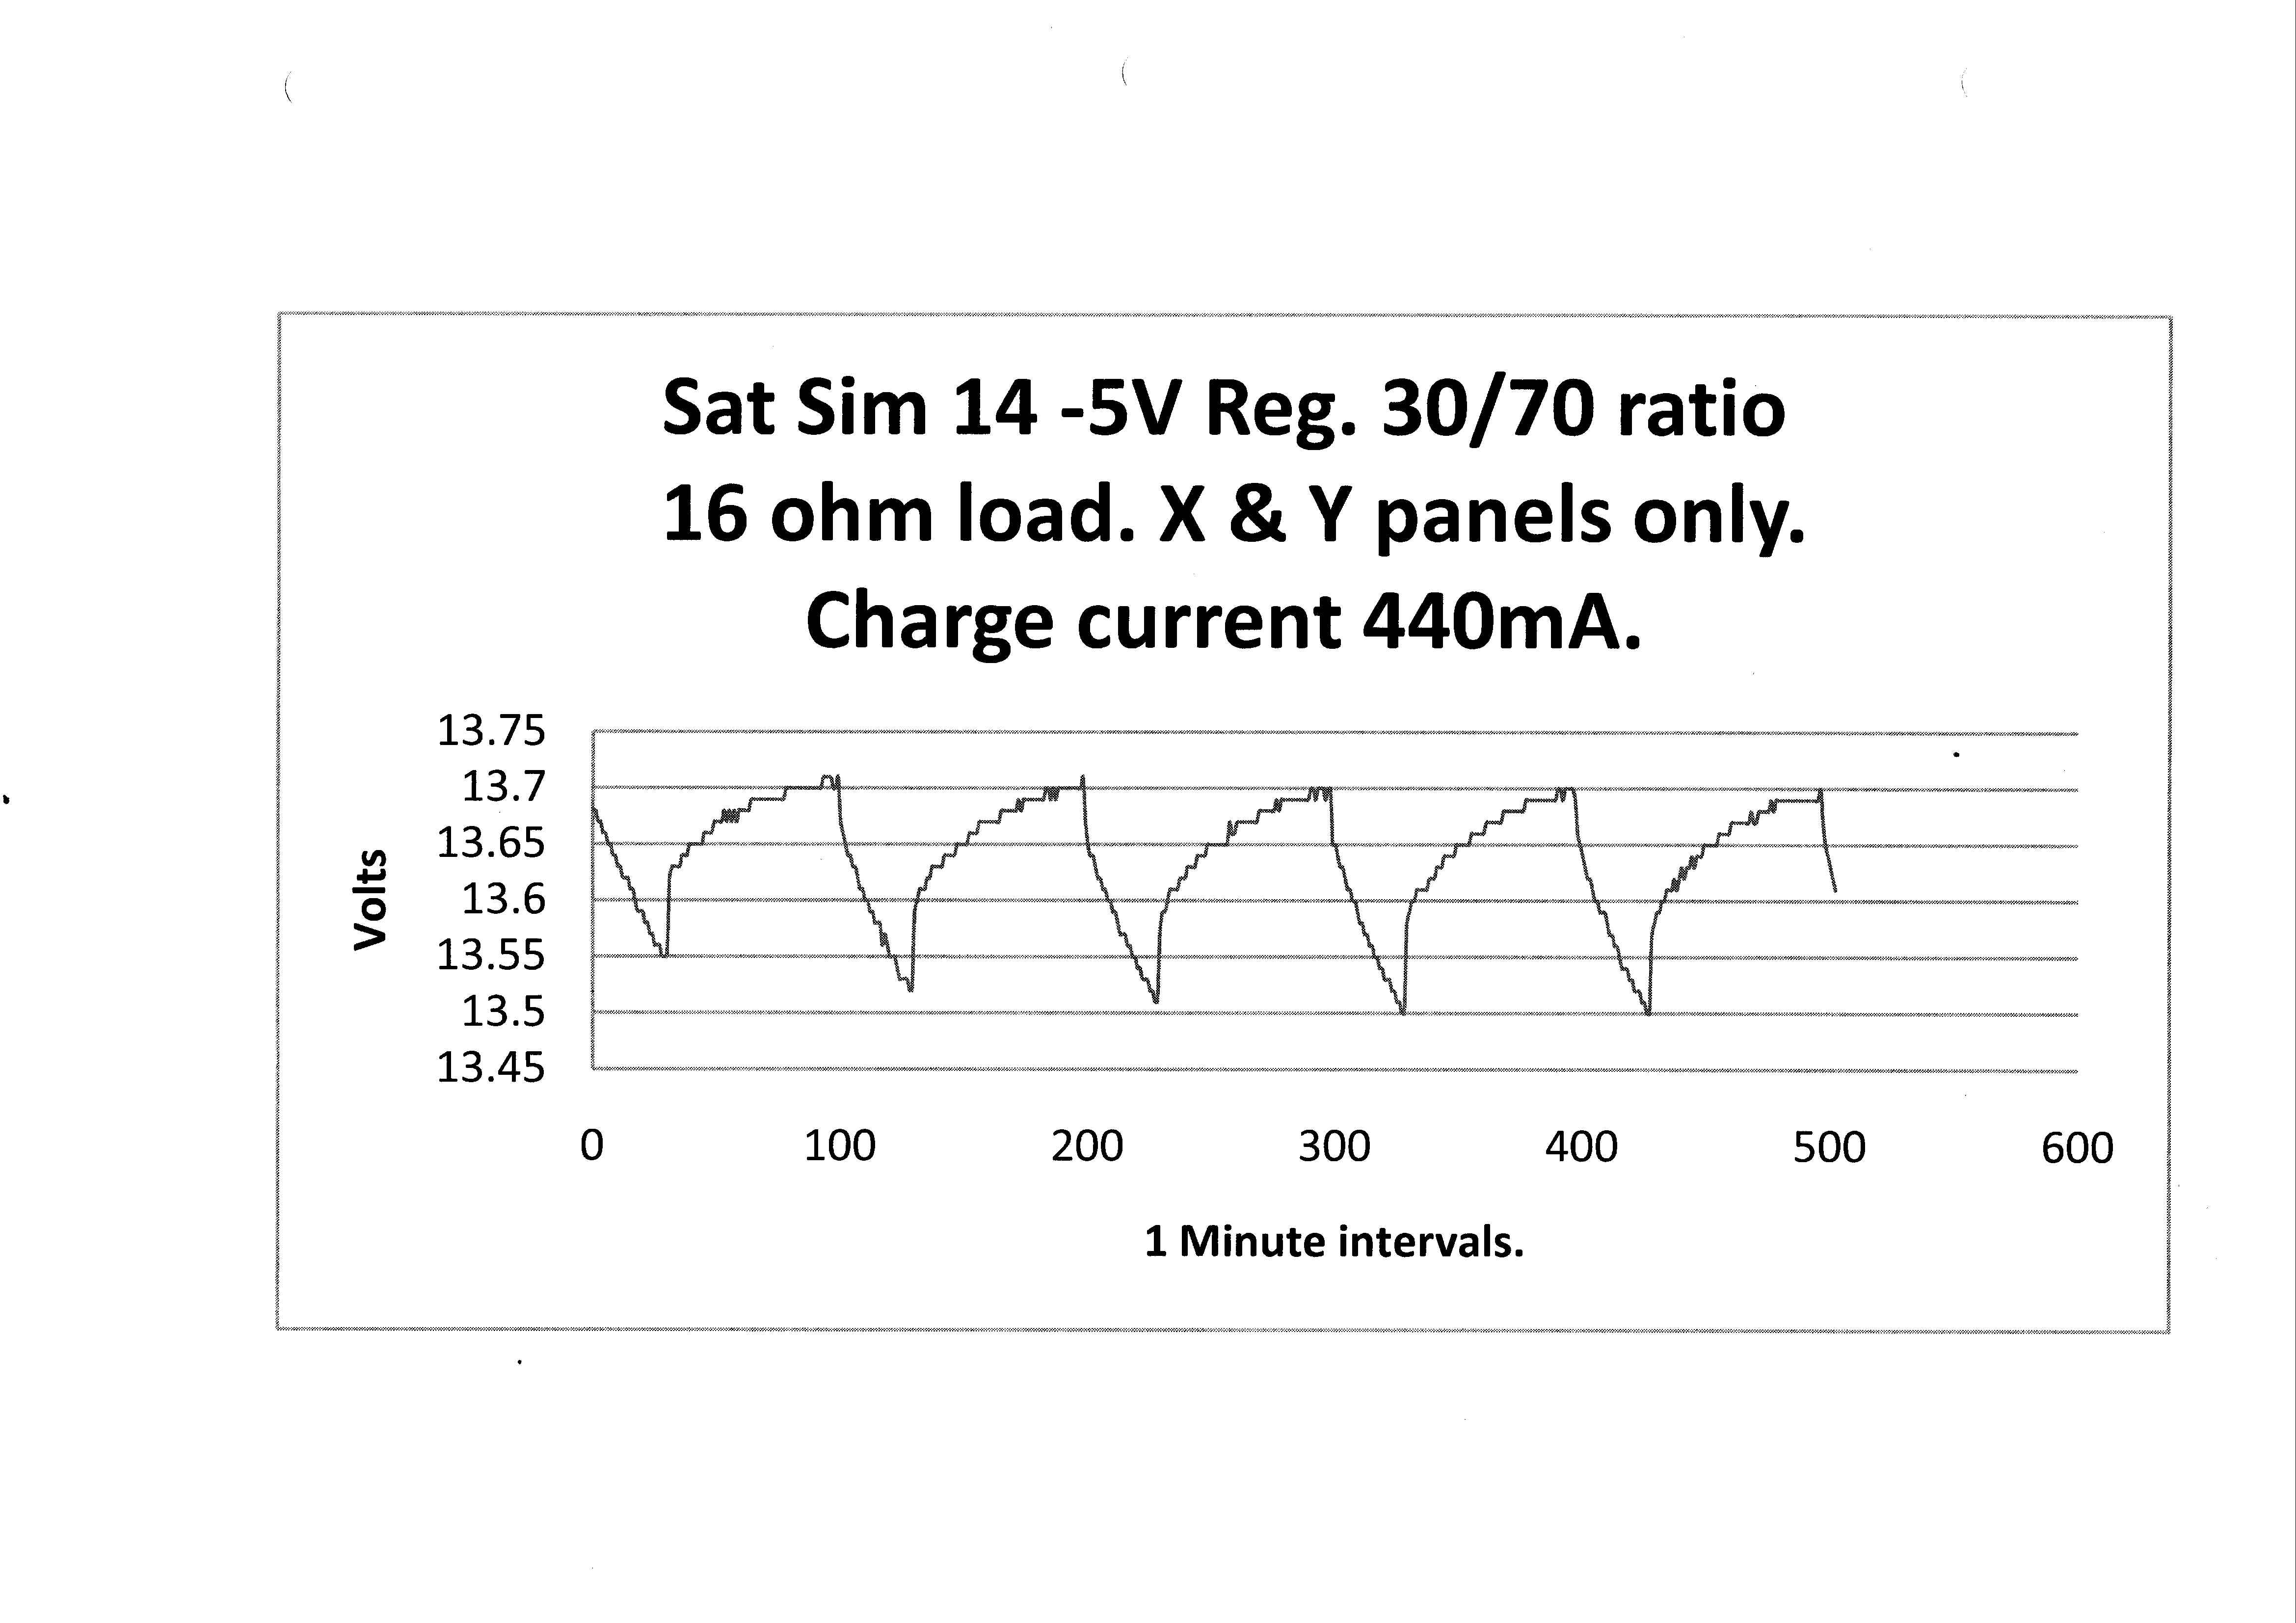 Sat Sim 14 -5V Reg. 30/70 ratio
16 ohm load. X & Y panels only.
Charge current 440mA.
13.75
13.7
13.65
13.6
13.55
13.5
13.45
Volts
0 100 200 300 400 500 600
1 Minute intervals.